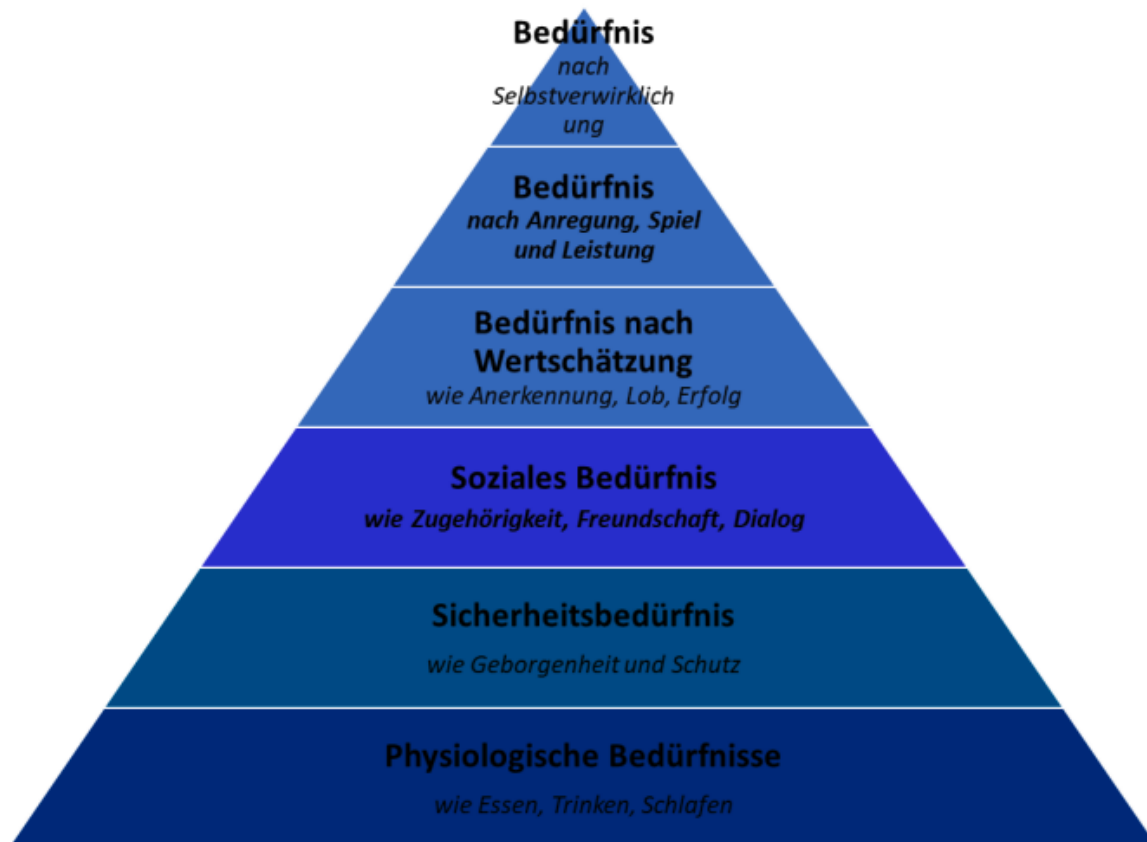 Bedürfnis
nach
Selbstverwirklich
ung
Bedürfnis
nach Anregung, Spiel
und Leistung
Bedürfnis nach
Wertschätzung
wie Anerkennung, Lob, Erfolg
Soziales Bedürfnis
wie Zugehörigkeit, Freundschaft, Dialog
Sicherheitsbedürfnis
wie Geborgenheit und Schutz
Physiologische Bedürfnisse
wie Essen, Trinken, Schlafen